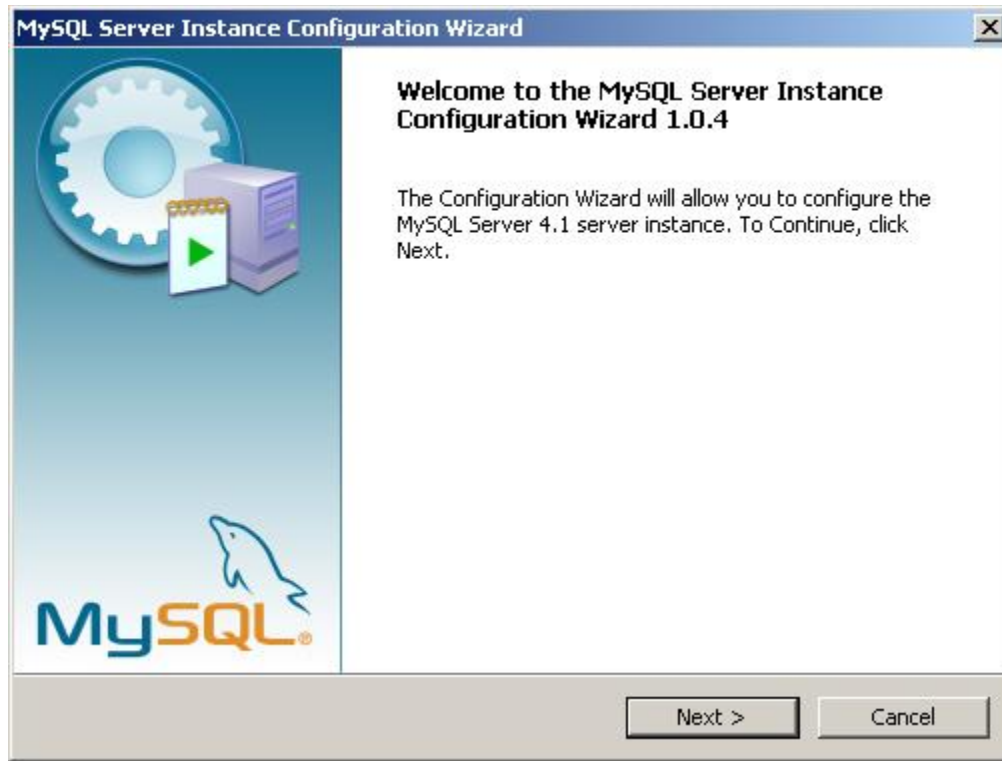 MySQL Server Instance Configuration Wizard
Welcome to the MySQL Server Instance
Configuration Wizard 1.0.4
The Configuration Wizard will allow you to configure the
MySQL Server 4.1 server instance. To Continue, click
Next.
MySQL®
Next >
Cancel